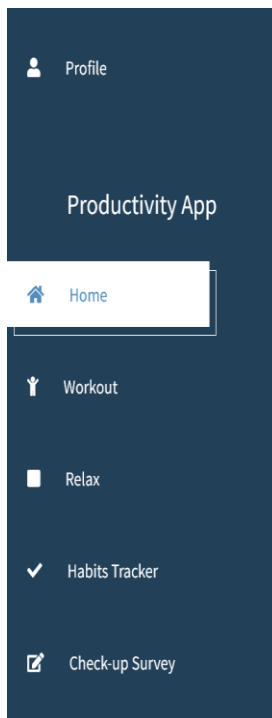 Profile
Productivity App
Home
Workout
Relax
Habits Tracker
Check-up Survey